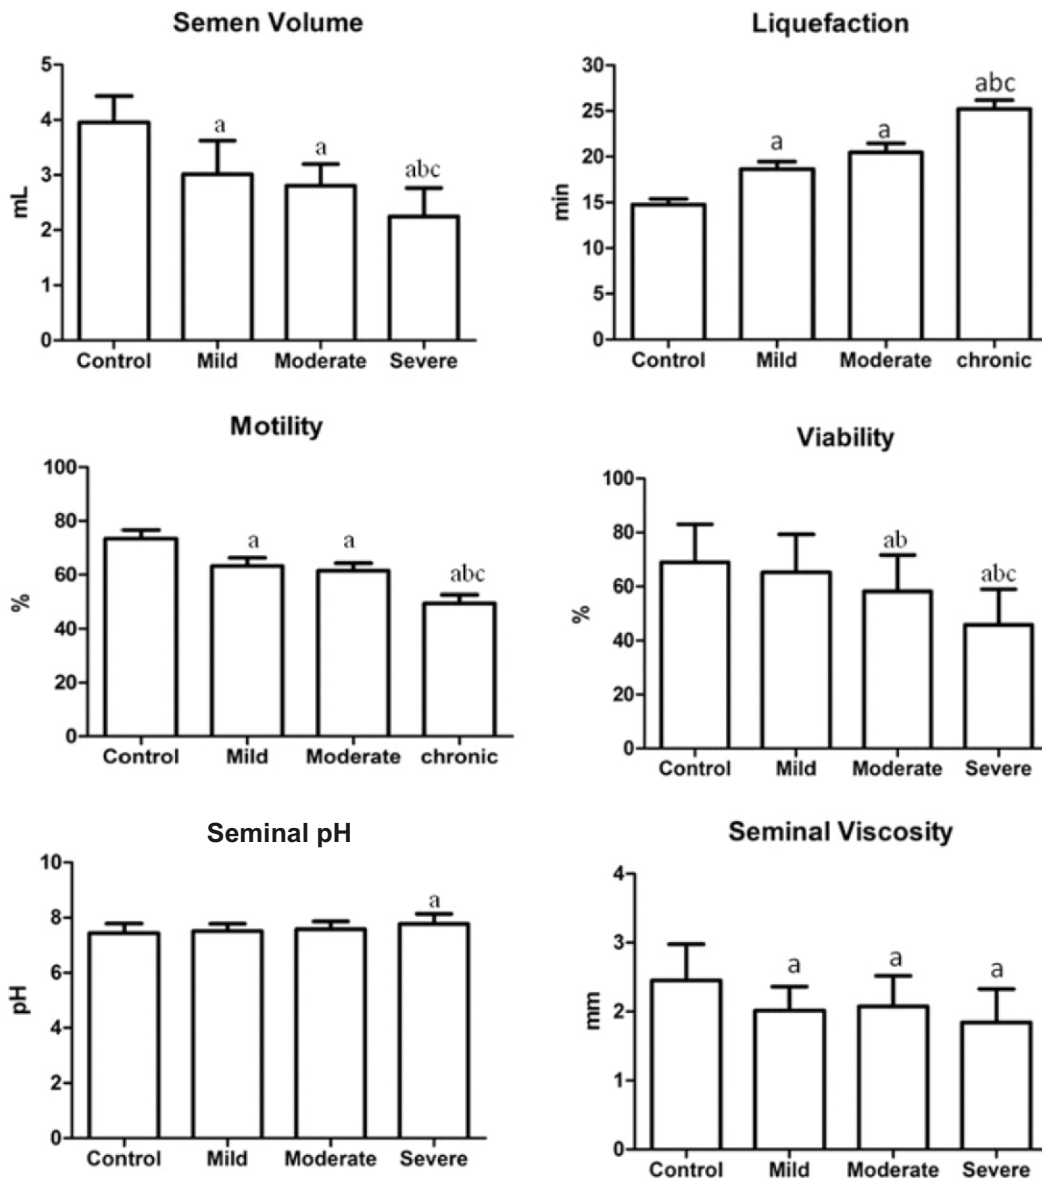 Semen Volume
5
4
3
2
1
0
mL
a
a
abc
Control Mild Moderate Severe
Liquefaction
30
25
20
15
10
5
0
min
a
a
abc
Control Mild Moderate chronic
Motility
100
80
60
40
20
0
%
a
a
abc
Control Mild Moderate chronic
Viability
100
80
60
40
20
0
%
ab
abc
Control Mild Moderate Severe
Seminal pH
10
8
6
4
2
0
pH
a
Control Mild Moderate Severe
Seminal Viscosity
4
3
2
1
0
mm
a
a
a
Control Mild Moderate Severe